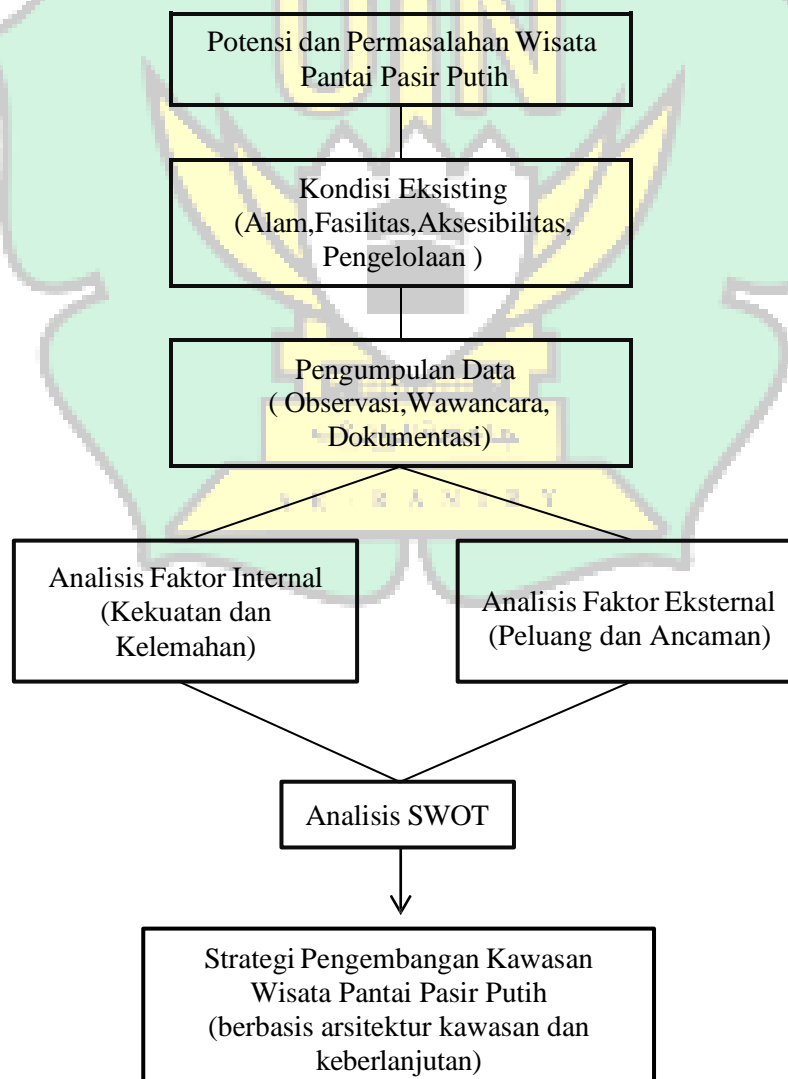 UIN
Potensi dan Permasalahan Wisata
Pantai Pasir Putih
Kondisi Eksisting
(Alam,Fasilitas,Aksesibilitas,
Pengelolaan )
Pengumpulan Data
( Observasi,Wawancara,
Dokumentasi)
Analisis Faktor Internal
(Kekuatan dan
Kelemahan)
Analisis Faktor Eksternal
(Peluang dan Ancaman)
Analisis SWOT
Strategi Pengembangan Kawasan
Wisata Pantai Pasir Putih
(berbasis arsitektur kawasan dan
keberlanjutan)